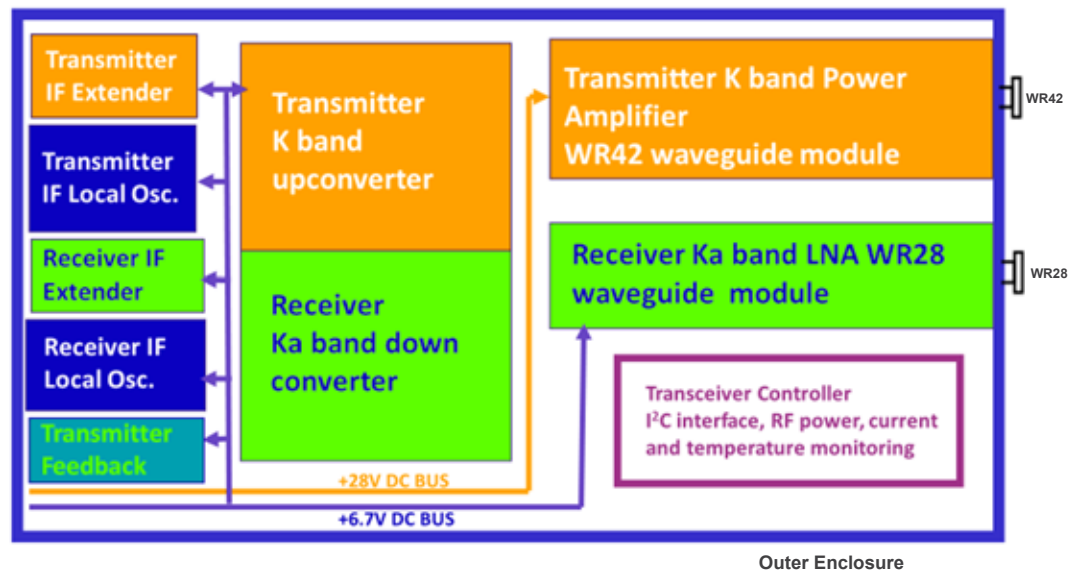 Transmitter
IF Extender
Transmitter
IF Local Osc.
Receiver IF
Extender
Receiver IF
Local Osc.
Transmitter
Feedback
Transmitter
K band
upconverter
Receiver
Ka band down
converter
+28V DC BUS
+6.7V DC BUS
Transmitter K band Power
Amplifier
WR42 waveguide module
WR42
Receiver Ka band LNA WR28
waveguide module
WR28
Transceiver Controller
I²C interface, RF power, current
and temperature monitoring
Outer Enclosure